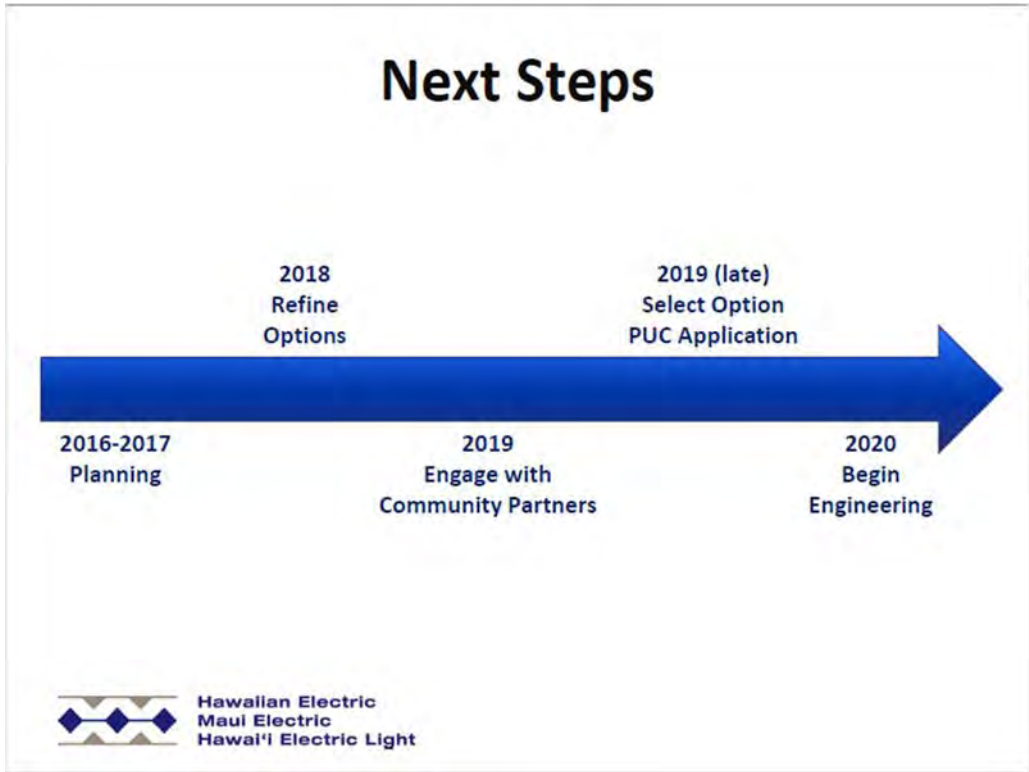 Next Steps
2018
Refine
Options
2019 (late)
Select Option
PUC Application
2016-2017
Planning
2019
Engage with
Community Partners
2020
Begin
Engineering
Hawaiian Electric
Maui Electric
Hawaiʻi Electric Light